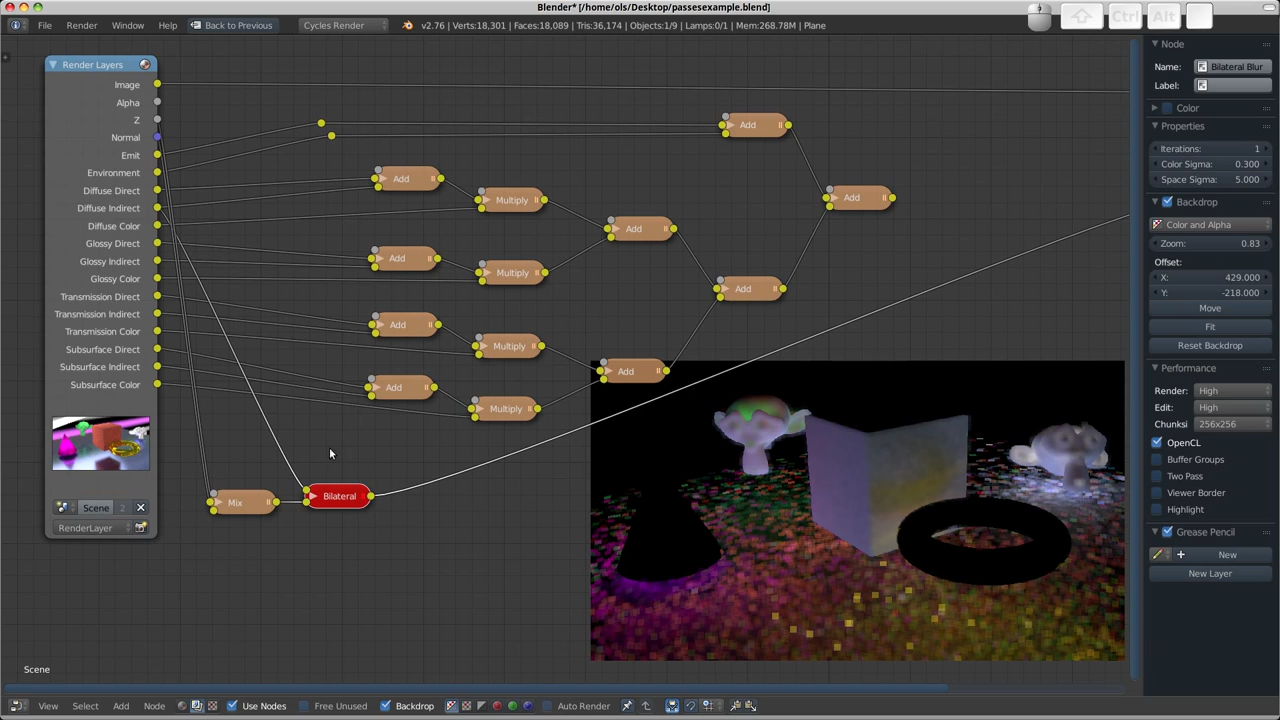 Blender* [/home/ols/Desktop/passesexample.blend]
File Render Window Help Back to Previous Cycles Render v2.76 | Verts:18,301 | Faces:18,089 | Tris:36,174 | Objects:1/9 | Lamps:0/1 | Mem:268.78M | Plane
Ctrl Alt
Render Layers
Image
Alpha
Z
Normal
Emit
Environment
Diffuse Direct
Diffuse Indirect
Diffuse Color
Glossy Direct
Glossy Indirect
Glossy Color
Transmission Direct
Transmission Indirect
Transmission Color
Subsurface Direct
Subsurface Indirect
Subsurface Color
Scene 2
RenderLayer
Add
Add
Add
Multiply
Add
Add
Multiply
Add
Add
Multiply
Add
Add
Multiply
Mix
Bilateral
Node
Name: Bilateral Blur
Label:
Color
Properties
Iterations: 1
Color Sigma: 0.300
Space Sigma: 5.000
Backdrop
Color and Alpha
Zoom: 0.83
Offset:
X: 429.000
Y: -218.000
Move
Fit
Reset Backdrop
Performance
Render: High
Edit: High
Chunksi 256x256
OpenCL
Buffer Groups
Two Pass
Viewer Border
Highlight
Grease Pencil
New
New Layer
Scene
View Select Add Node Use Nodes Free Unused Backdrop Auto Render